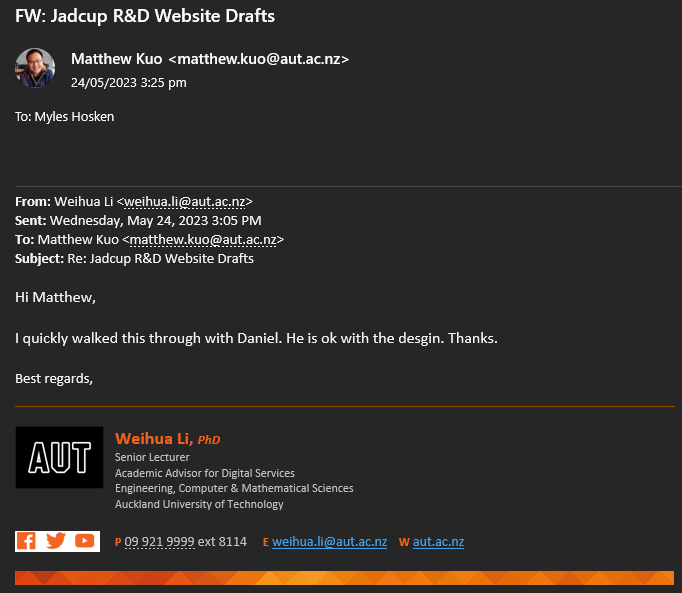 FW: Jadcup R&D Website Drafts
Matthew Kuo <matthew.kuo@aut.ac.nz>
24/05/2023 3:25 pm
To: Myles Hosken
From: Weihua Li <weihua.li@aut.ac.nz>
Sent: Wednesday, May 24, 2023 3:05 PM
To: Matthew Kuo <matthew.kuo@aut.ac.nz>
Subject: Re: Jadcup R&D Website Drafts
Hi Matthew,
I quickly walked this through with Daniel. He is ok with the desgin. Thanks.
Best regards,
AUT
Weihua Li, PhD
Senior Lecturer
Academic Advisor for Digital Services
Engineering, Computer & Mathematical Sciences
Auckland University of Technology
P 09 921 9999 ext 8114 E weihua.li@aut.ac.nz W aut.ac.nz